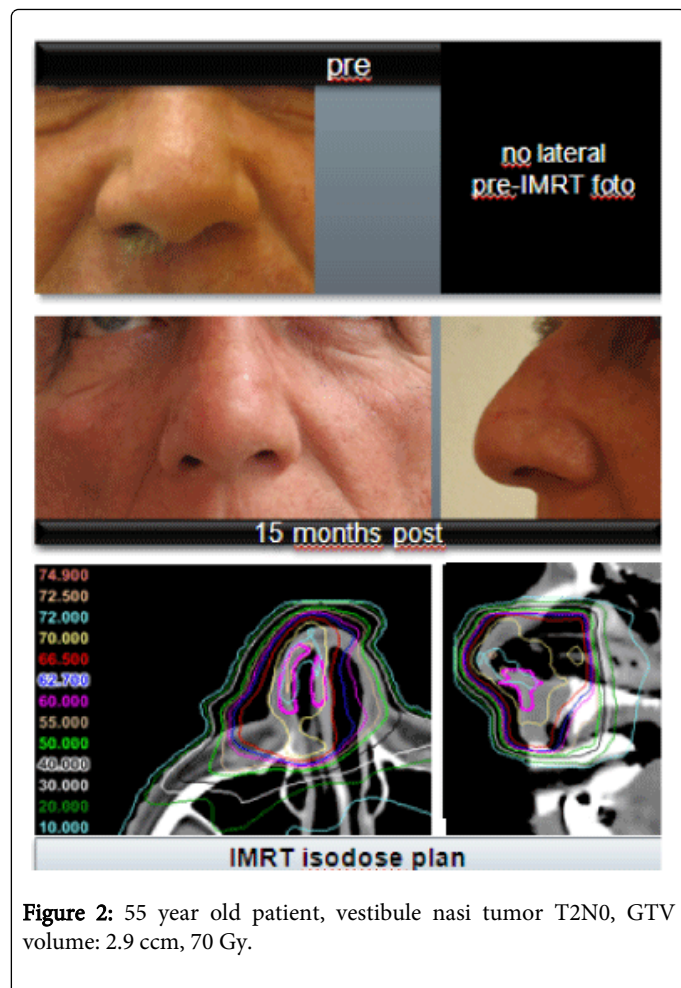 pre
no lateral
pre-IMRT foto
15 months post
74.900
72.500
72.000
70.000
66.500
62.700
60.000
55.000
50.000
40.000
30.000
20.000
10.000
IMRT isodose plan
Figure 2: 55 year old patient, vestibule nasi tumor T2N0, GTV
volume: 2.9 ccm, 70 Gy.